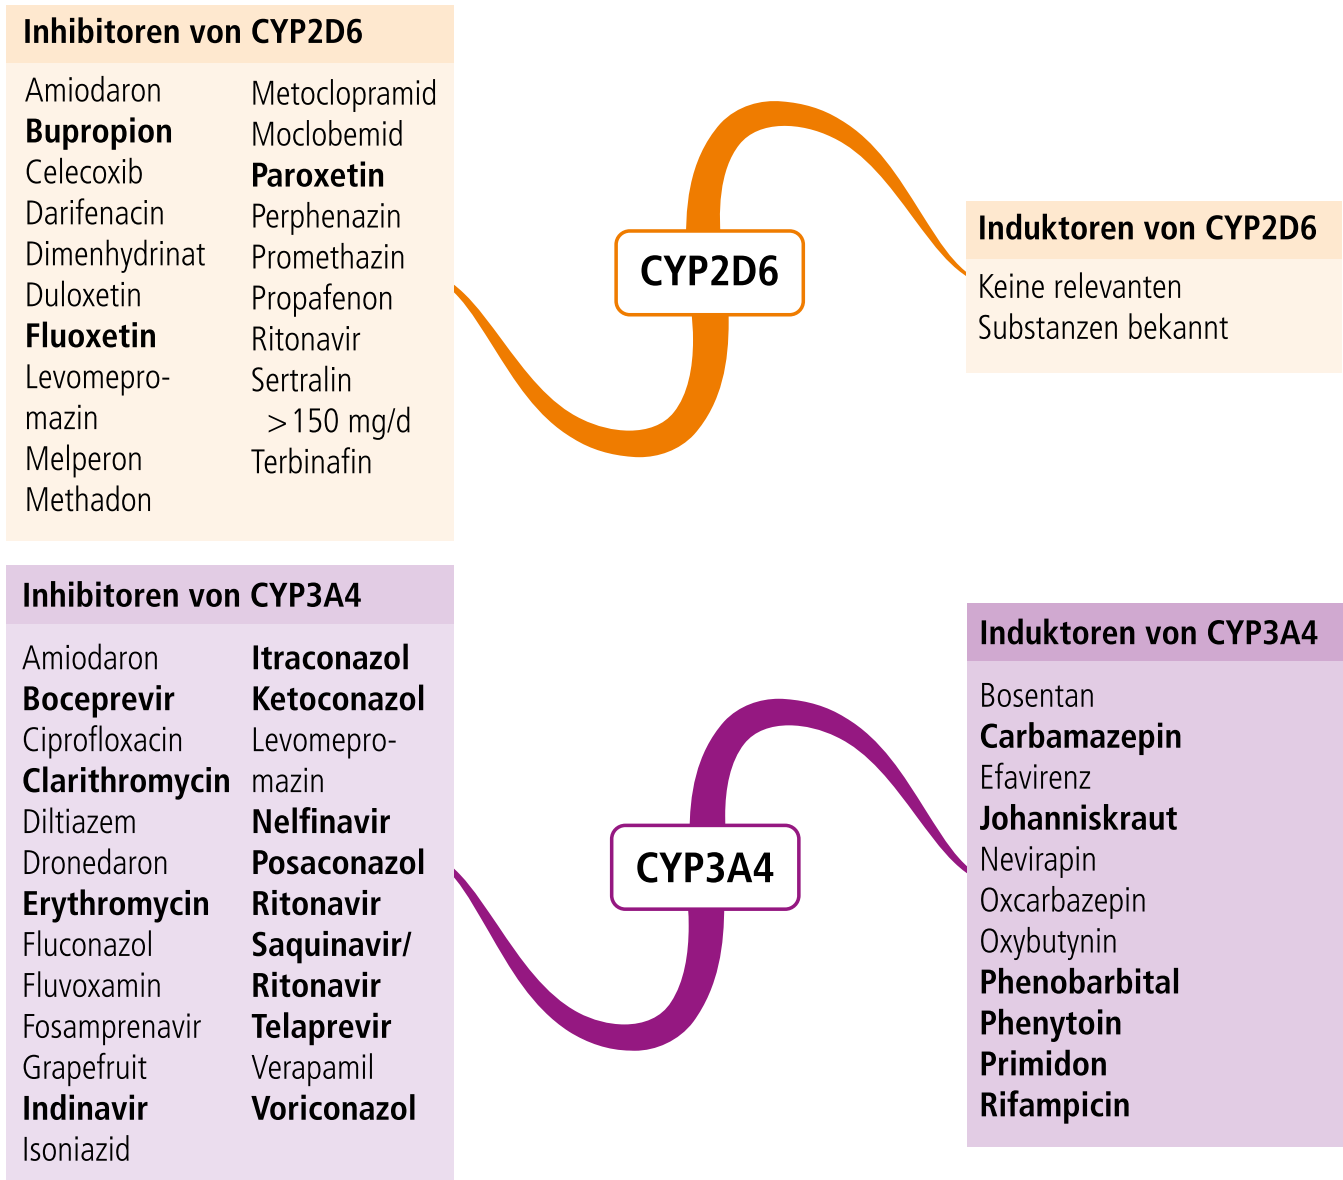 Inhibitoren von CYP2D6
Amiodaron
Bupropion
Celecoxib
Darifenacin
Dimenhydrinat
Duloxetin
Fluoxetin
Levomepro-
mazin
Melperon
Methadon
Metoclopramid
Moclobemid
Paroxetin
Perphenazin
Promethazin
Propafenon
Ritonavir
Sertralin
>150 mg/d
Terbinafin
CYP2D6
Induktoren von CYP2D6
Keine relevanten
Substanzen bekannt
Inhibitoren von CYP3A4
Amiodaron
Boceprevir
Ciprofloxacin
Clarithromycin
Diltiazem
Dronedaron
Erythromycin
Fluconazol
Fluvoxamin
Fosamprenavir
Grapefruit
Indinavir
Isoniazid
Itraconazol
Ketoconazol
Levomepro-
mazin
Nelfinavir
Posaconazol
Ritonavir
Saquinavir/
Ritonavir
Telaprevir
Verapamil
Voriconazol
CYP3A4
Induktoren von CYP3A4
Bosentan
Carbamazepin
Efavirenz
Johanniskraut
Nevirapin
Oxcarbazepin
Oxybutynin
Phenobarbital
Phenytoin
Primidon
Rifampicin